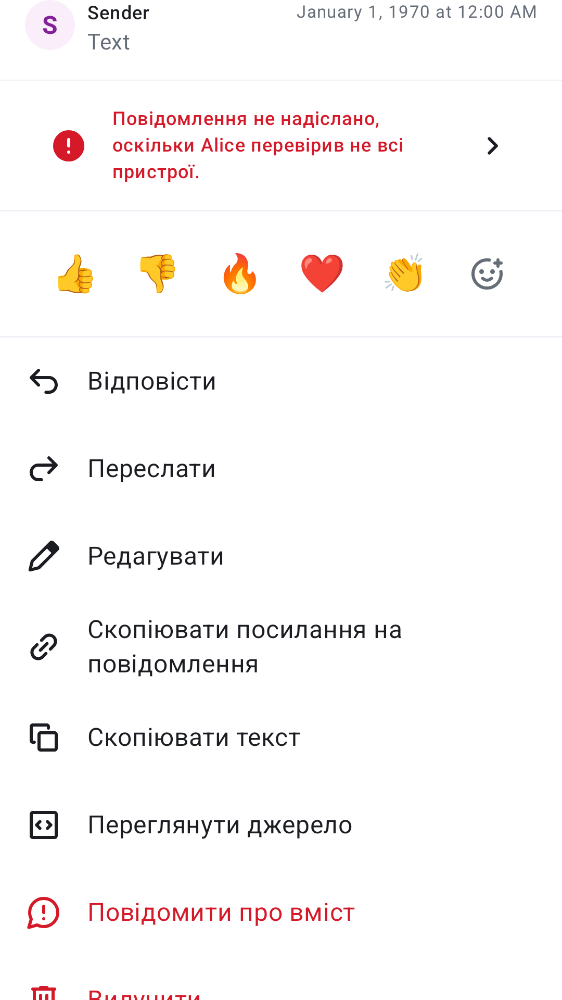 S
Sender
January 1, 1970 at 12:00 AM
Text
Повідомлення не надіслано,
оскільки Alice перевірив не всі
пристрої.
Відповісти
Переслати
Редагувати
Скопіювати посилання на
повідомлення
Скопіювати текст
Переглянути джерело
Повідомити про вміст
Вилучити